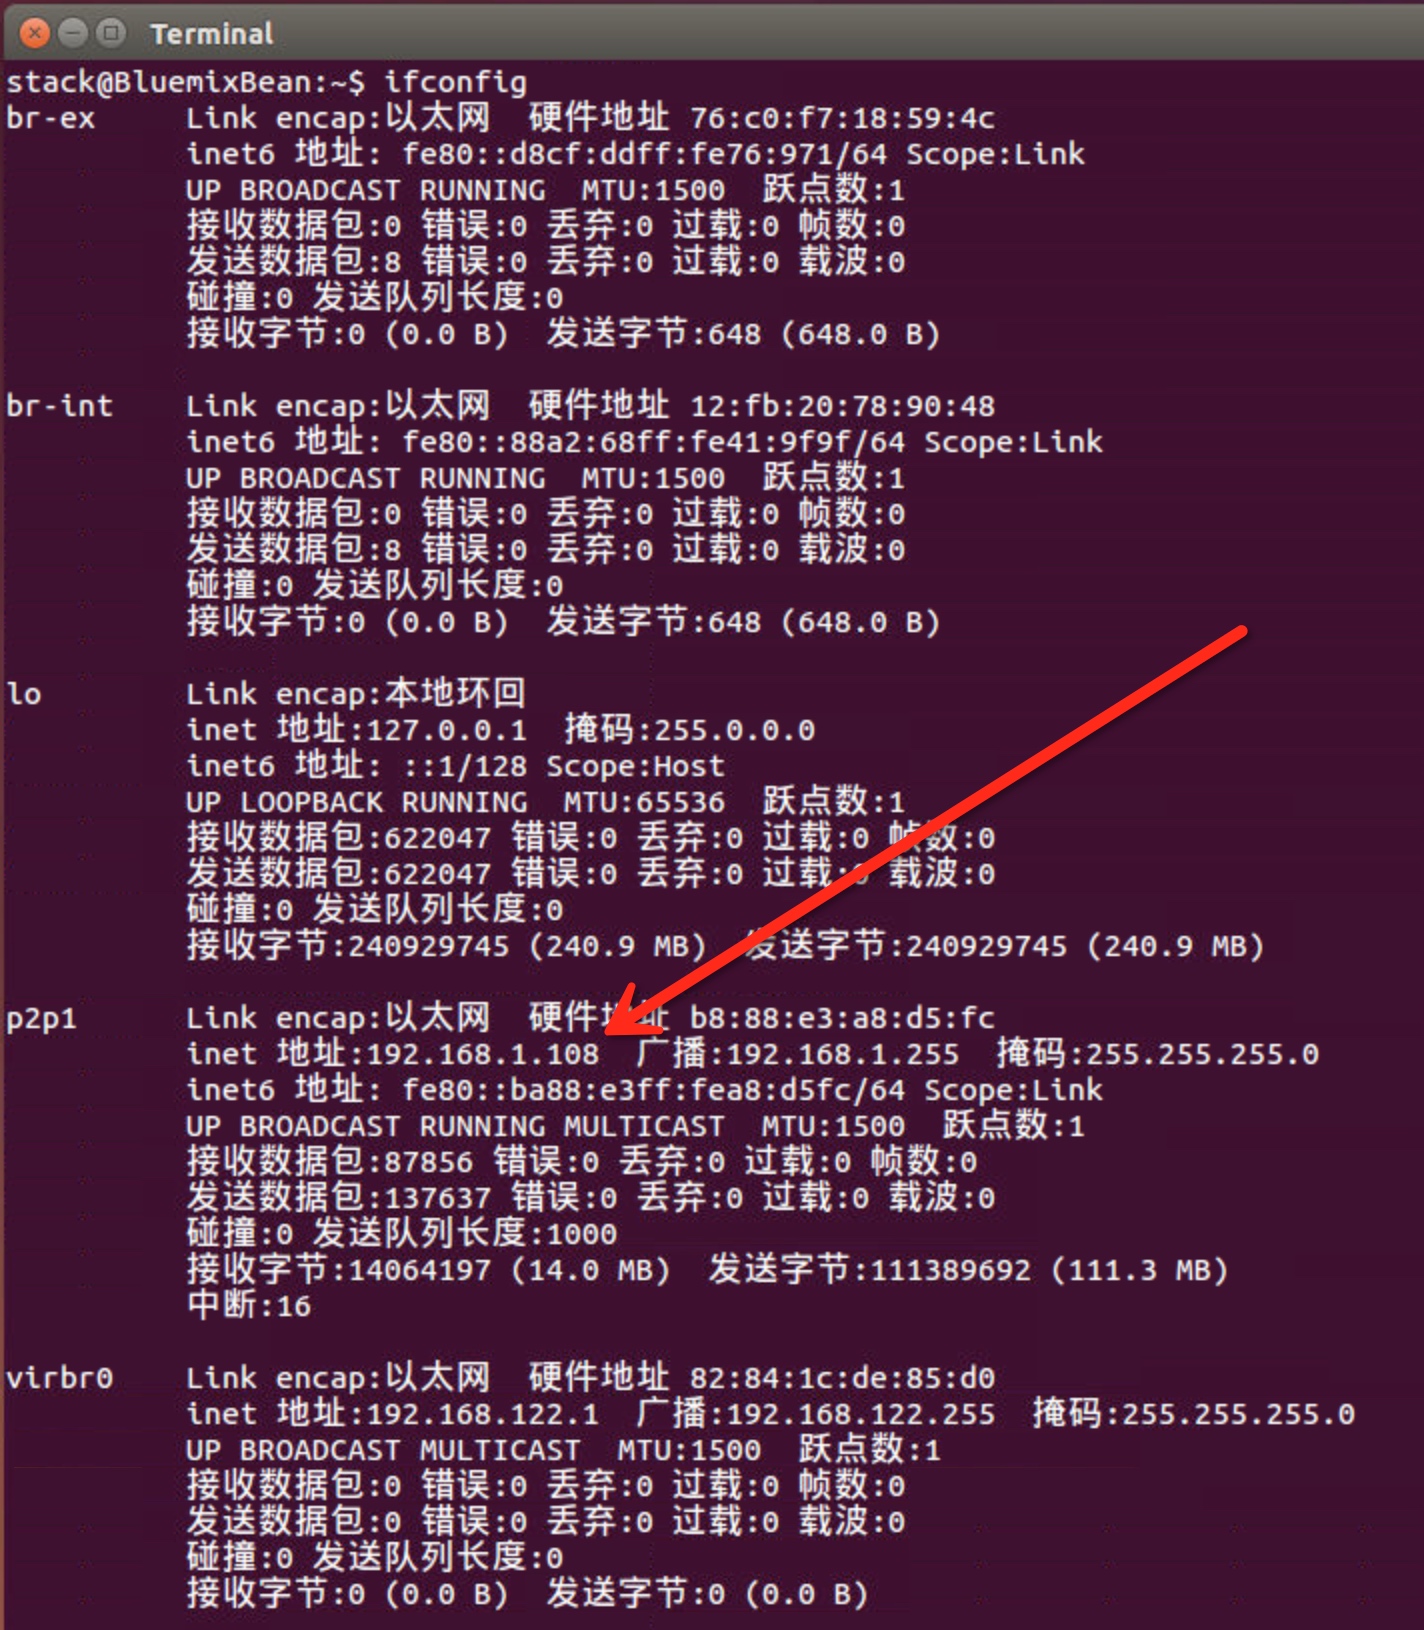 Terminal
stack@BluemixBean:~$ ifconfig
br-ex     Link encap:以太网  硬件地址 76:c0:f7:18:59:4c
inet6 地址: fe80::d8cf:ddff:fe76:971/64 Scope:Link
UP BROADCAST RUNNING  MTU:1500  跃点数:1
接收数据包:0 错误:0 丢弃:0 过载:0 帧数:0
发送数据包:8 错误:0 丢弃:0 过载:0 载波:0
碰撞:0 发送队列长度:0
接收字节:0 (0.0 B)  发送字节:648 (648.0 B)
br-int    Link encap:以太网  硬件地址 12:fb:20:78:90:48
inet6 地址: fe80::88a2:68ff:fe41:9f9f/64 Scope:Link
UP BROADCAST RUNNING  MTU:1500  跃点数:1
接收数据包:0 错误:0 丢弃:0 过载:0 帧数:0
发送数据包:8 错误:0 丢弃:0 过载:0 载波:0
碰撞:0 发送队列长度:0
接收字节:0 (0.0 B)  发送字节:648 (648.0 B)
lo        Link encap:本地环回
inet 地址:127.0.0.1  掩码:255.0.0.0
inet6 地址: ::1/128 Scope:Host
UP LOOPBACK RUNNING  MTU:65536  跃点数:1
接收数据包:622047 错误:0 丢弃:0 过载:0 帧数:0
发送数据包:622047 错误:0 丢弃:0 过载:0 载波:0
碰撞:0 发送队列长度:0
接收字节:240929745 (240.9 MB)  发送字节:240929745 (240.9 MB)
p2p1      Link encap:以太网  硬件地址 b8:88:e3:a8:d5:fc
inet 地址:192.168.1.108  广播:192.168.1.255  掩码:255.255.255.0
inet6 地址: fe80::ba88:e3ff:fea8:d5fc/64 Scope:Link
UP BROADCAST RUNNING MULTICAST  MTU:1500  跃点数:1
接收数据包:87856 错误:0 丢弃:0 过载:0 帧数:0
发送数据包:137637 错误:0 丢弃:0 过载:0 载波:0
碰撞:0 发送队列长度:1000
接收字节:14064197 (14.0 MB)  发送字节:111389692 (111.3 MB)
中断:16
virbr0    Link encap:以太网  硬件地址 82:84:1c:de:85:d0
inet 地址:192.168.122.1  广播:192.168.122.255  掩码:255.255.255.0
UP BROADCAST MULTICAST  MTU:1500  跃点数:1
接收数据包:0 错误:0 丢弃:0 过载:0 帧数:0
发送数据包:0 错误:0 丢弃:0 过载:0 载波:0
碰撞:0 发送队列长度:0
接收字节:0 (0.0 B)  发送字节:0 (0.0 B)